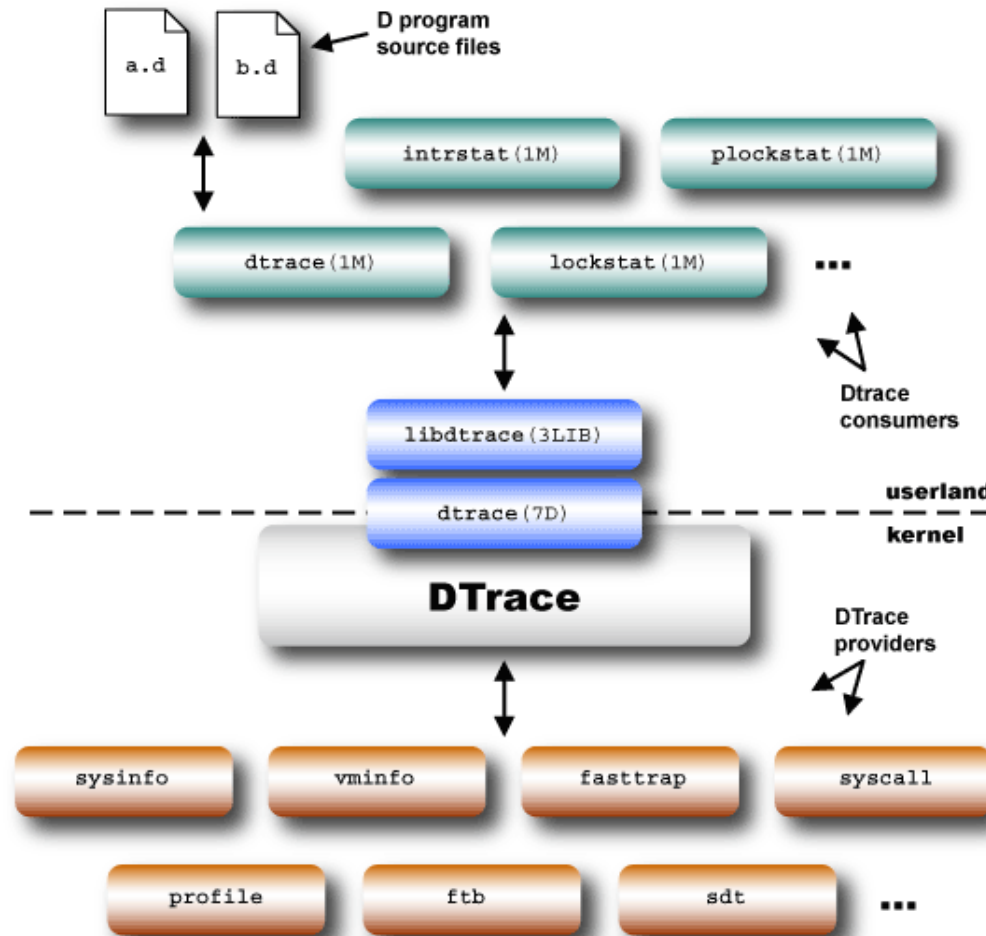 D program
source files
a.d
b.d
intrstat(1M)
plockstat(1M)
dtrace(1M)
lockstat(1M)
...
Dtrace
consumers
libdtrace(3LIB)
userland
dtrace(7D)
kernel
DTrace
DTrace
providers
sysinfo
vminfo
fasttrap
syscall
profile
ftb
sdt
...